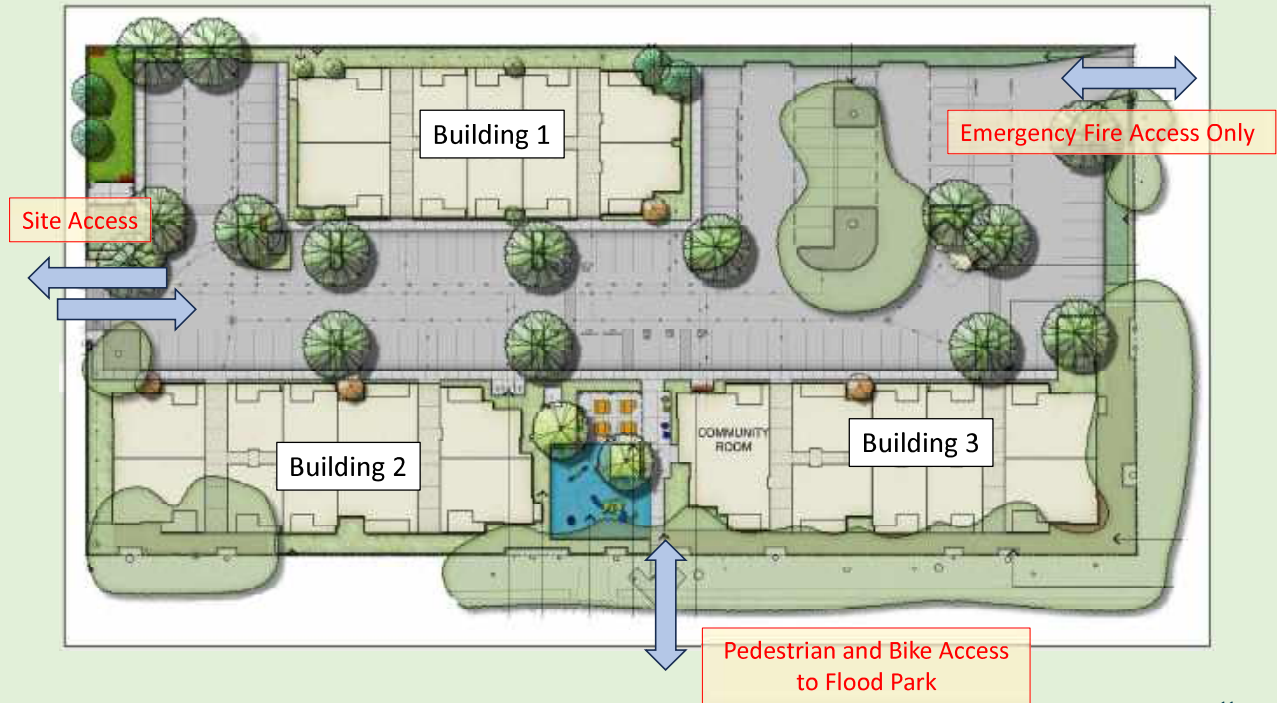 Building 1
Emergency Fire Access Only
Site Access
COMMUNITY
ROOM
Building 3
Building 2
Pedestrian and Bike Access
to Flood Park